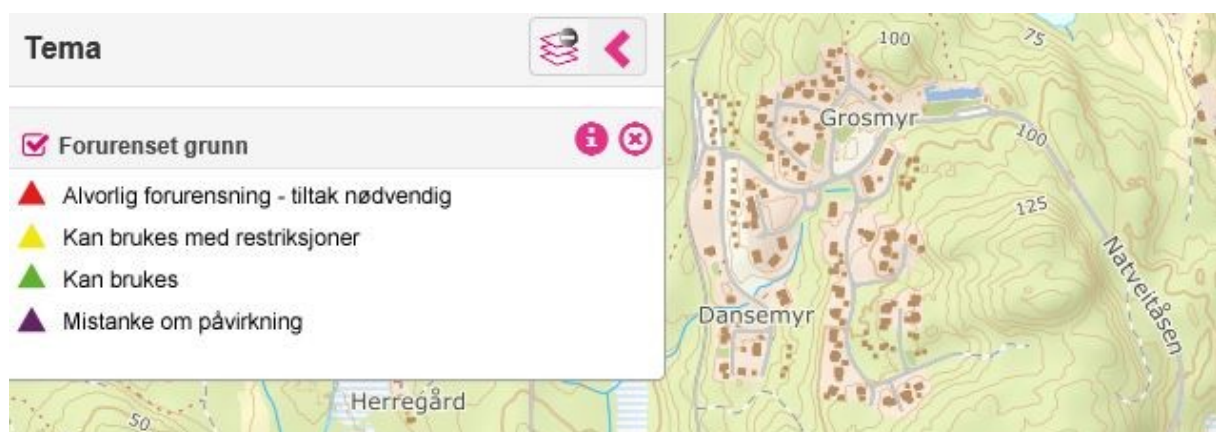 Tema
Forurenset grunn
Alvorlig forurensning - tiltak nødvendig
Kan brukes med restriksjoner
Kan brukes
Mistanke om påvirkning
100
75
Grosmyr
100
125
Natveitåsen
Dansemyr
Herregård
50